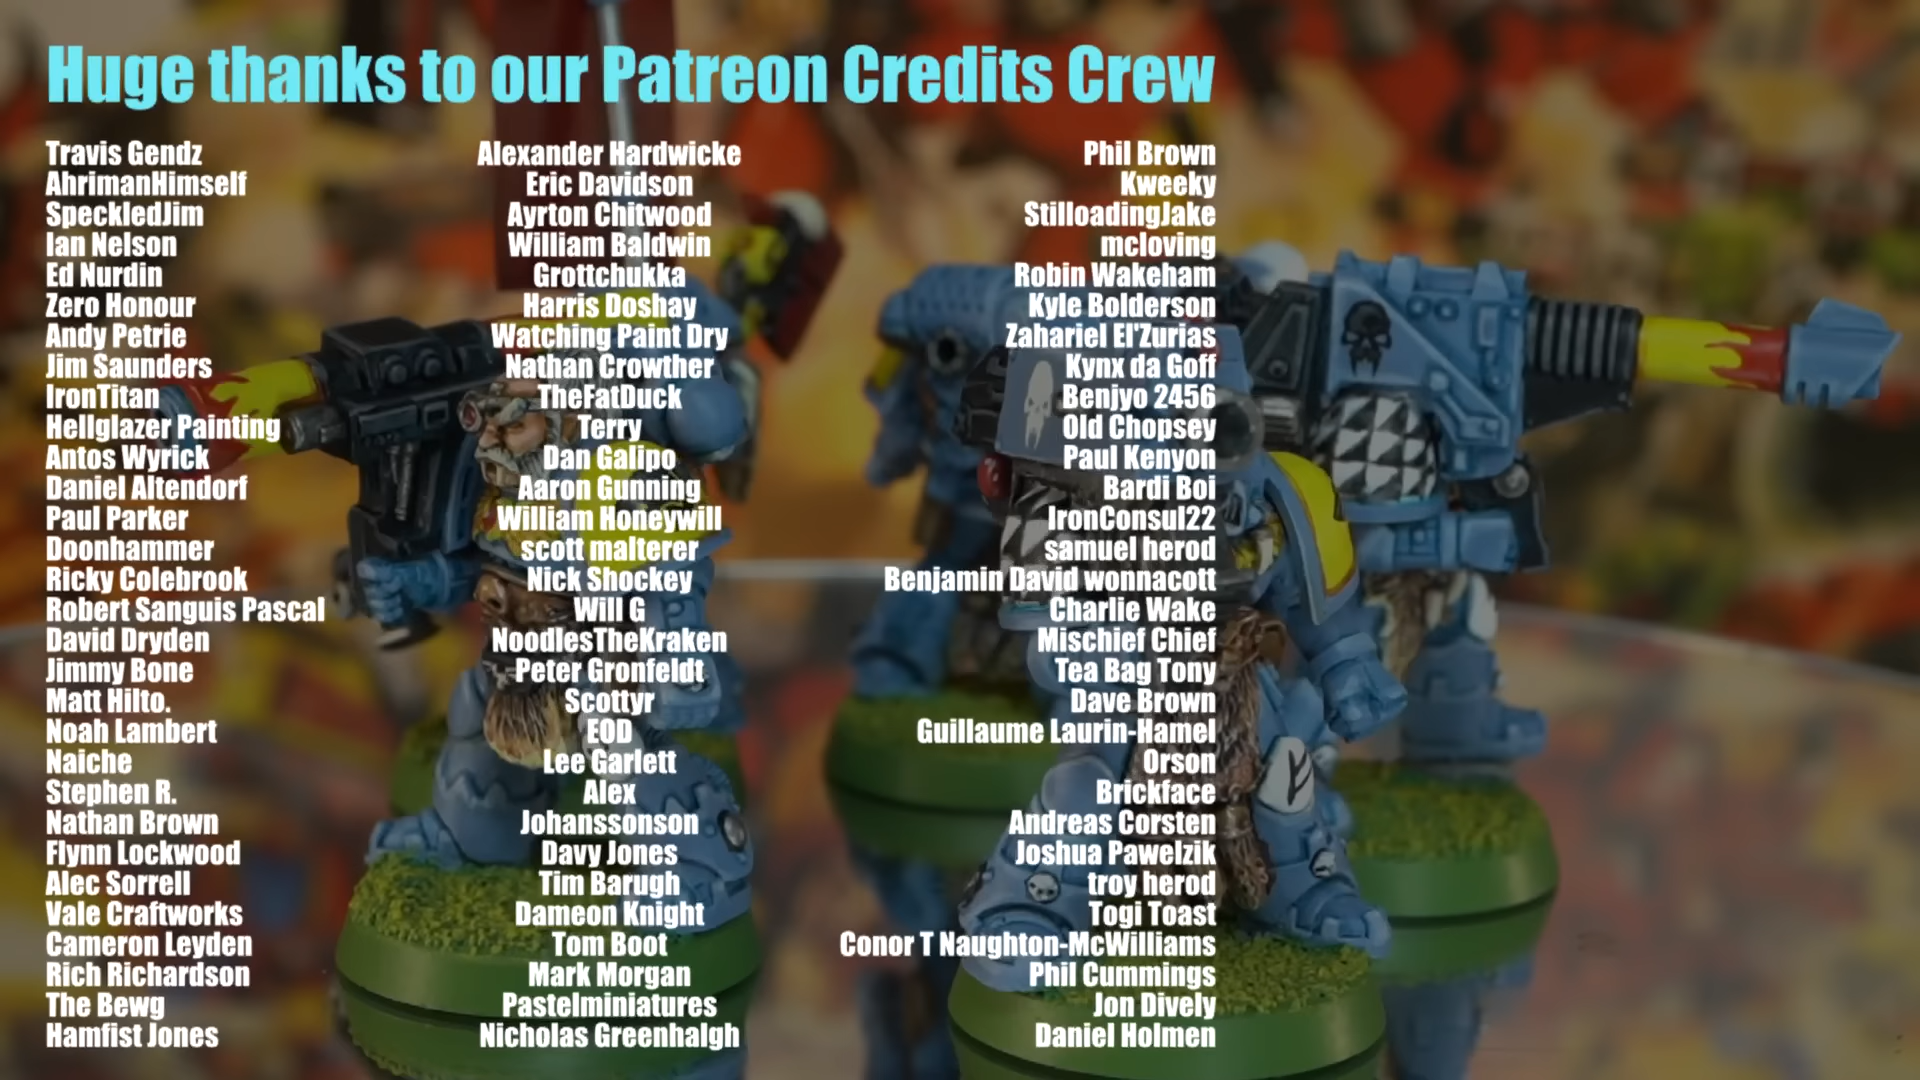 Huge thanks to our Patreon Credits Crew
Travis Gendz
AhrimanHimself
SpeckledJim
Ian Nelson
Ed Nurdin
Zero Honour
Andy Petrie
Jim Saunders
IronTitan
Hellglazer Painting
Antos Wyrick
Daniel Altendorf
Paul Parker
Doonhammer
Ricky Colebrook
Robert Sanguis Pascal
David Dryden
Jimmy Bone
Matt Hilto.
Noah Lambert
Naiche
Stephen R.
Nathan Brown
Flynn Lockwood
Alec Sorrell
Vale Craftworks
Cameron Leyden
Rich Richardson
The Bewg
Hamfist Jones
Alexander Hardwicke
Eric Davidson
Ayrton Chitwood
William Baldwin
Grottchukka
Harris Doshay
Watching Paint Dry
Nathan Crowther
TheFatDuck
Terry
Dan Galipo
Aaron Gunning
William Honeywill
scott malterer
Nick Shockey
Will G
NoodlesTheKraken
Peter Gronfeldt
Scottyr
EOD
Lee Garlett
Alex
Johanssonson
Davy Jones
Tim Barugh
Dameon Knight
Tom Boot
Mark Morgan
Pastelminiatures
Nicholas Greenhalgh
Phil Brown
Kweeky
StilloadingJake
mcloving
Robin Wakeham
Kyle Bolderson
Zahariel El'Zurias
Kynx da Goff
Benjyo 2456
Old Chopsey
Paul Kenyon
Bardi Boi
IronConsul22
samuel herod
Benjamin David wonnacott
Charlie Wake
Mischief Chief
Tea Bag Tony
Dave Brown
Guillaume Laurin-Hamel
Orson
Brickface
Andreas Corsten
Joshua Pawelzik
troy herod
Togi Toast
Conor T Naughton-McWilliams
Phil Cummings
Jon Dively
Daniel Holmen